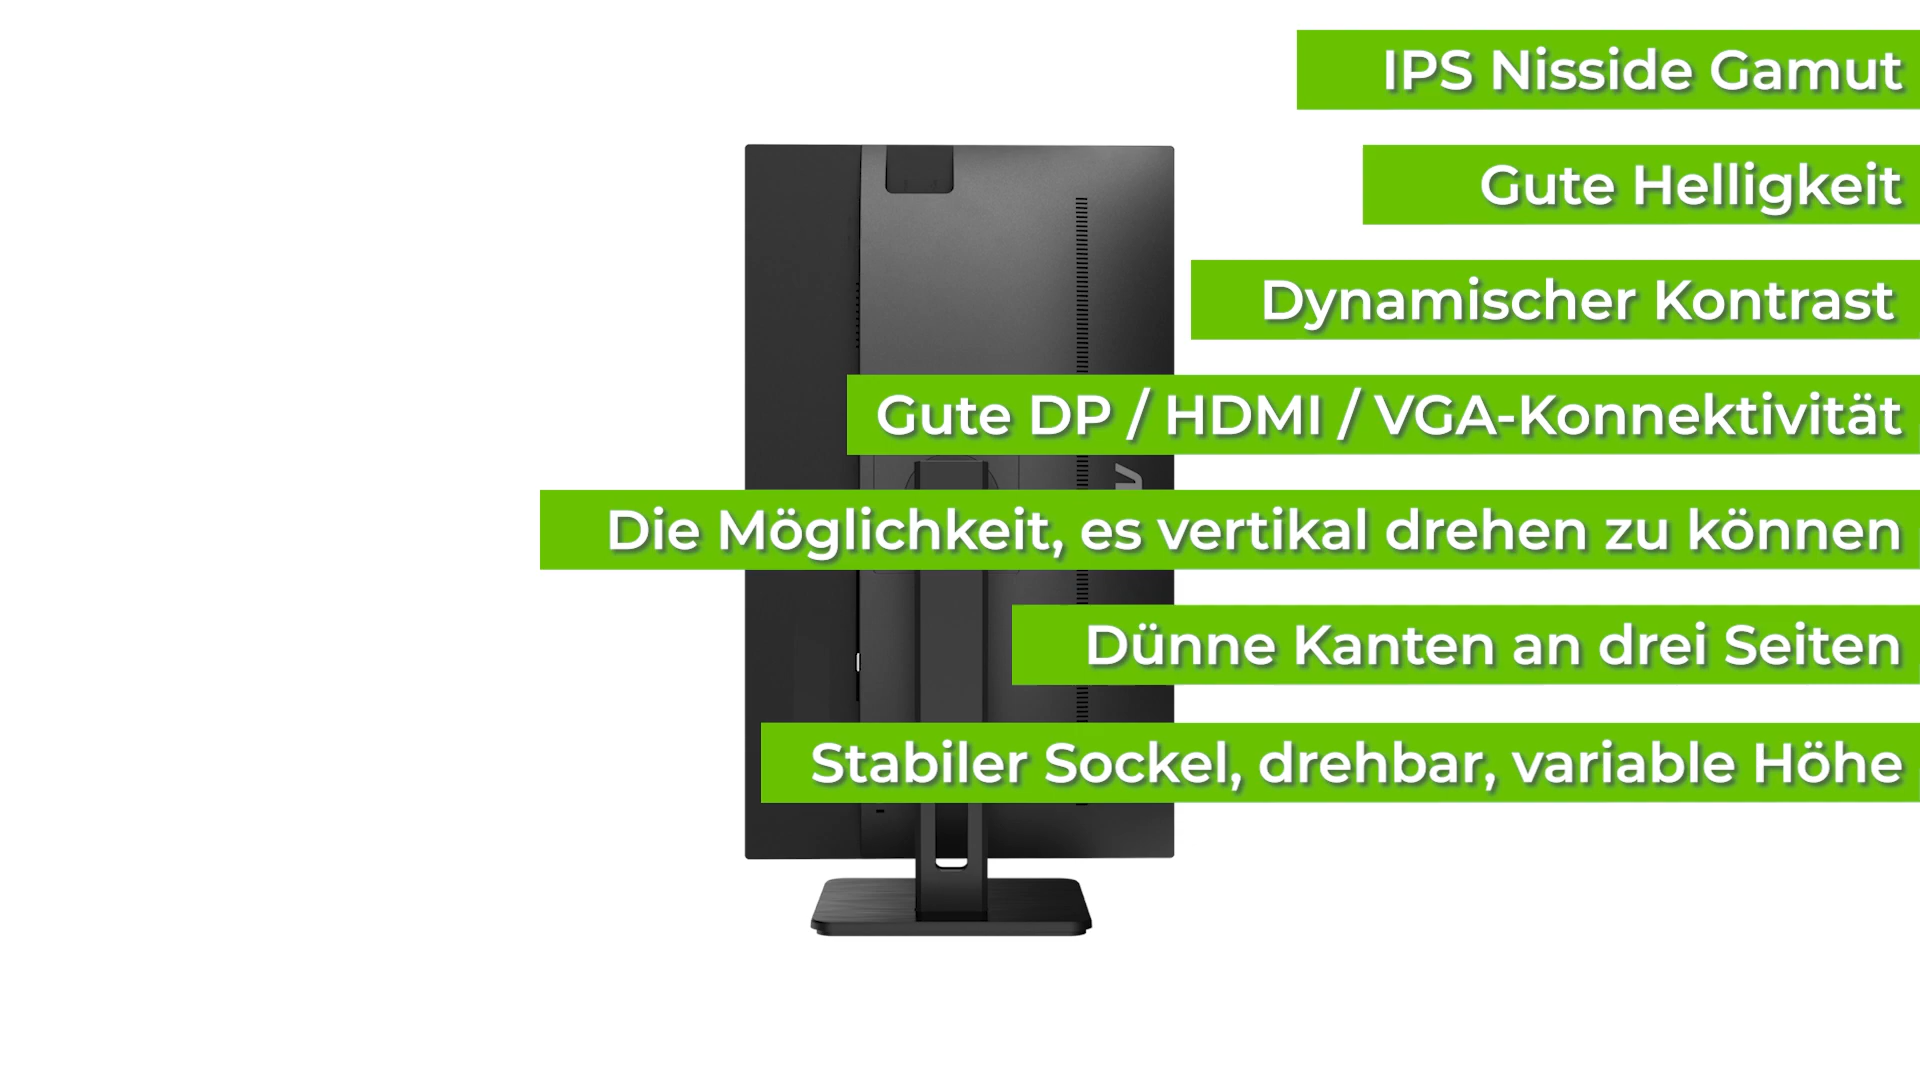 IPS Nisside Gamut
Gute Helligkeit
Dynamischer Kontrast
Gute DP / HDMI / VGA-Konnektivität
Die Möglichkeit, es vertikal drehen zu können
Dünne Kanten an drei Seiten
Stabiler Sockel, drehbar, variable Höhe